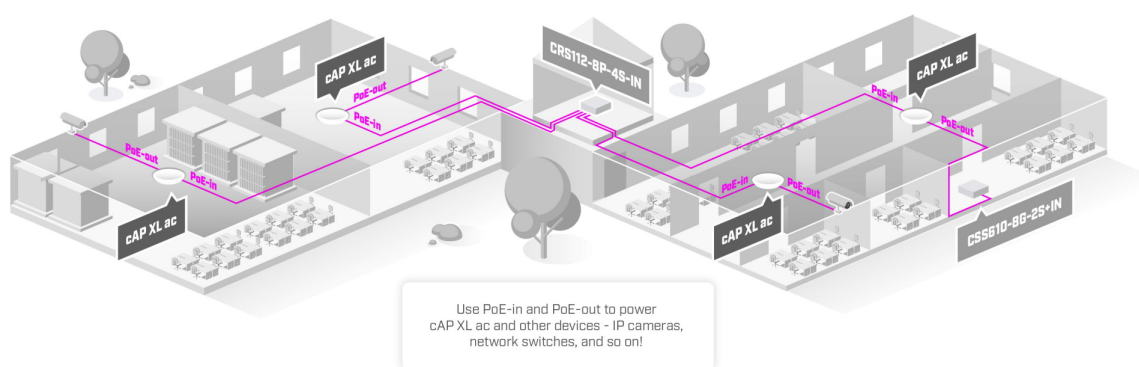 cAP XL ac
PoE-out
PoE-in
PoE-out
PoE-in
cAP XL ac
CRS112-8P-4S-IN
cAP XL ac
PoE-in
PoE-out
PoE-in
PoE-out
cAP XL ac
CSS610-8G-2S+IN
Use PoE-in and PoE-out to power
cAP XL ac and other devices - IP cameras,
network switches, and so on!